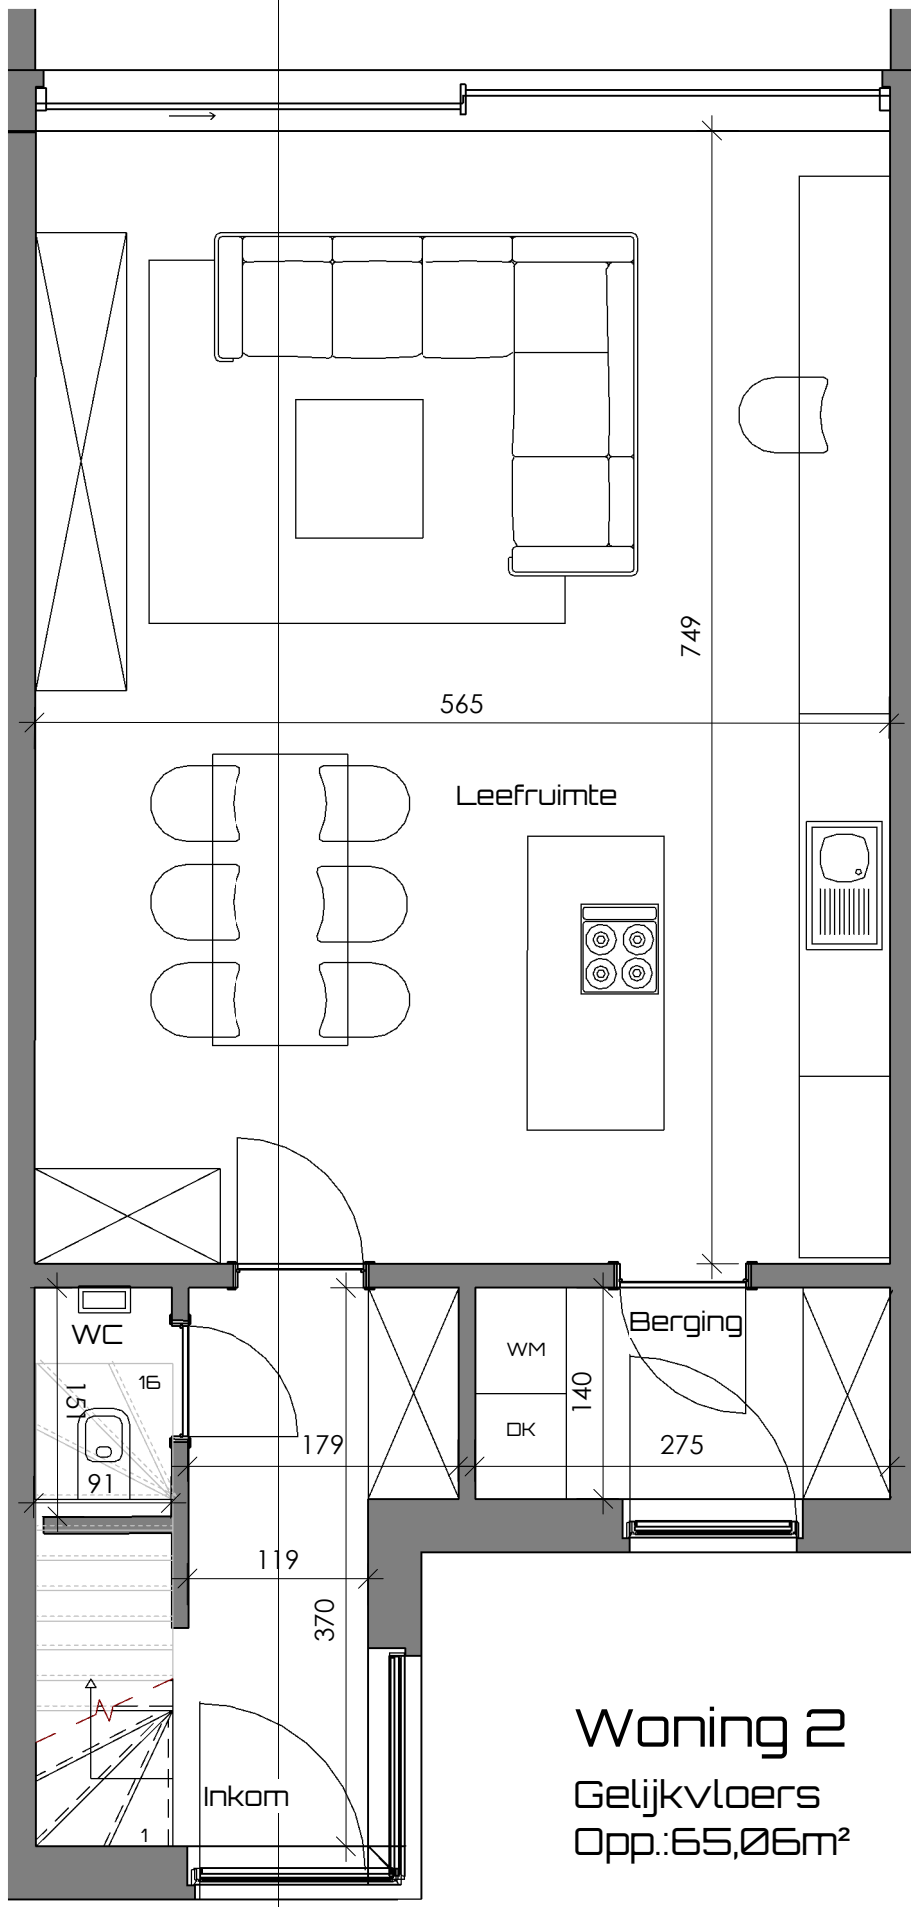 749
565
Leefruimte
WC
Berging
WM
16
151
140
DK
179
275
91
119
370
Woning 2
Inkom
Gelijkvloers
1
Opp.:65,06m²